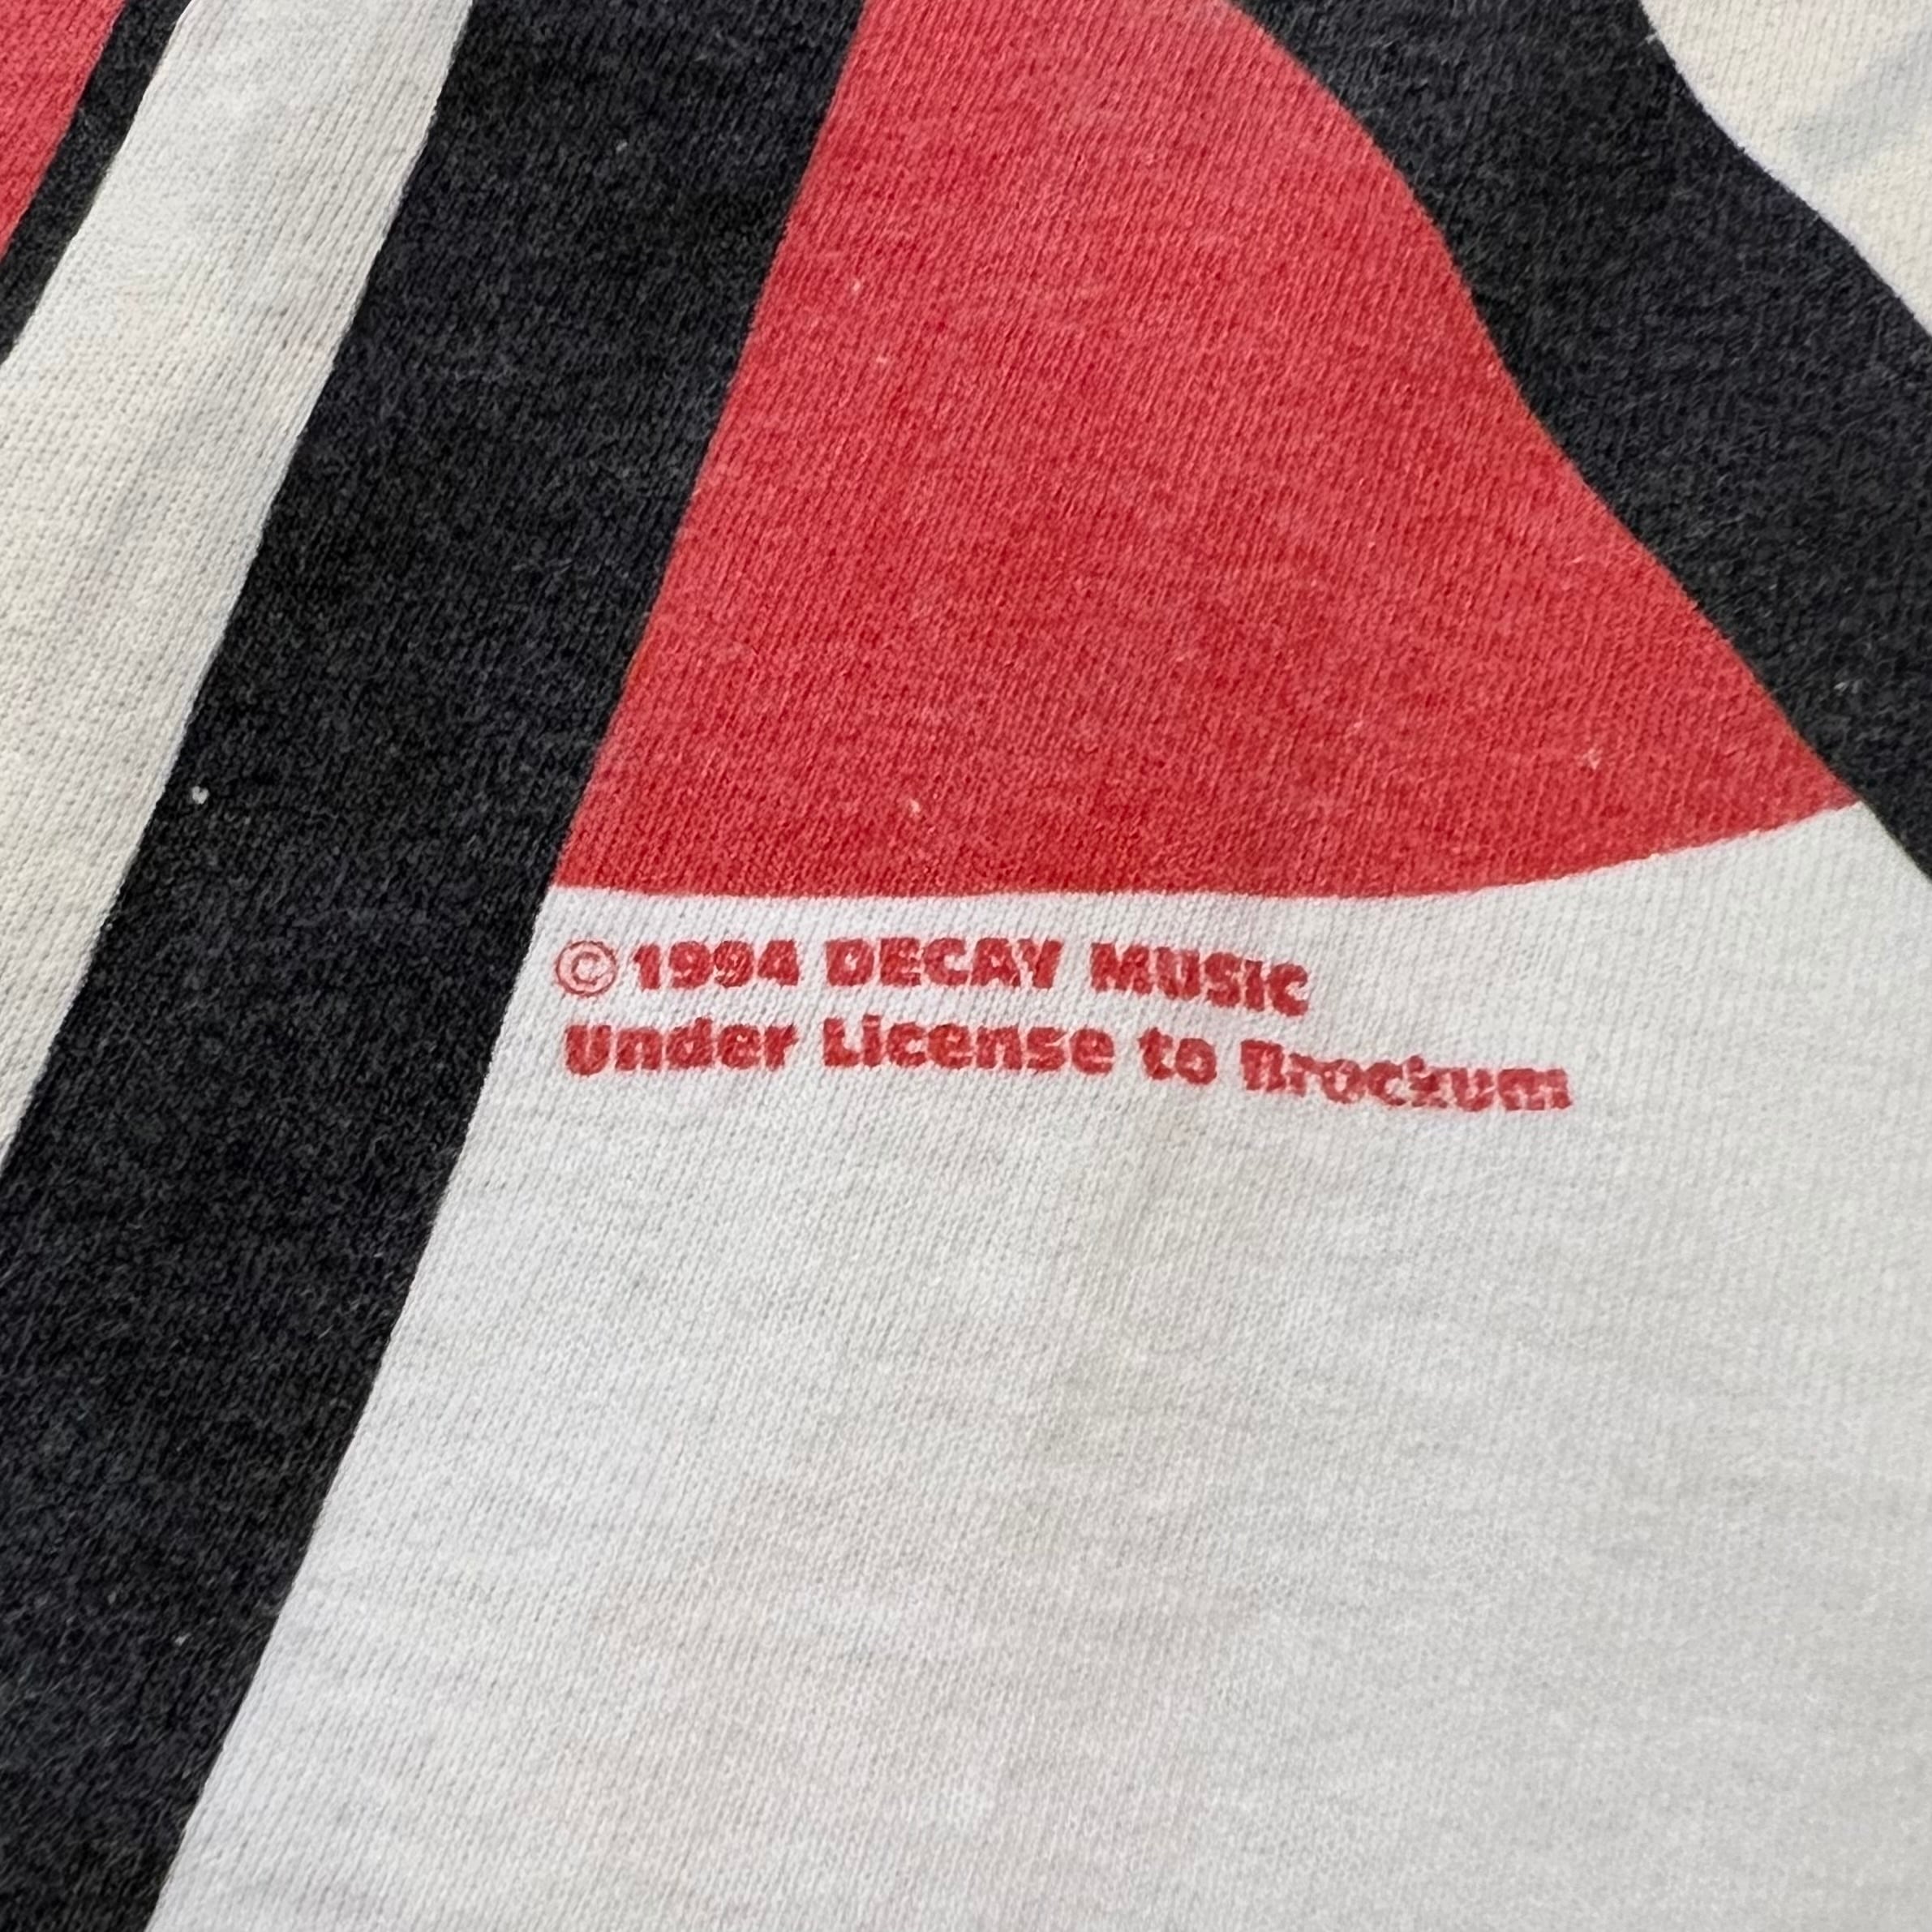 ©1994 DECAY MUSIC
Under License to Brockum